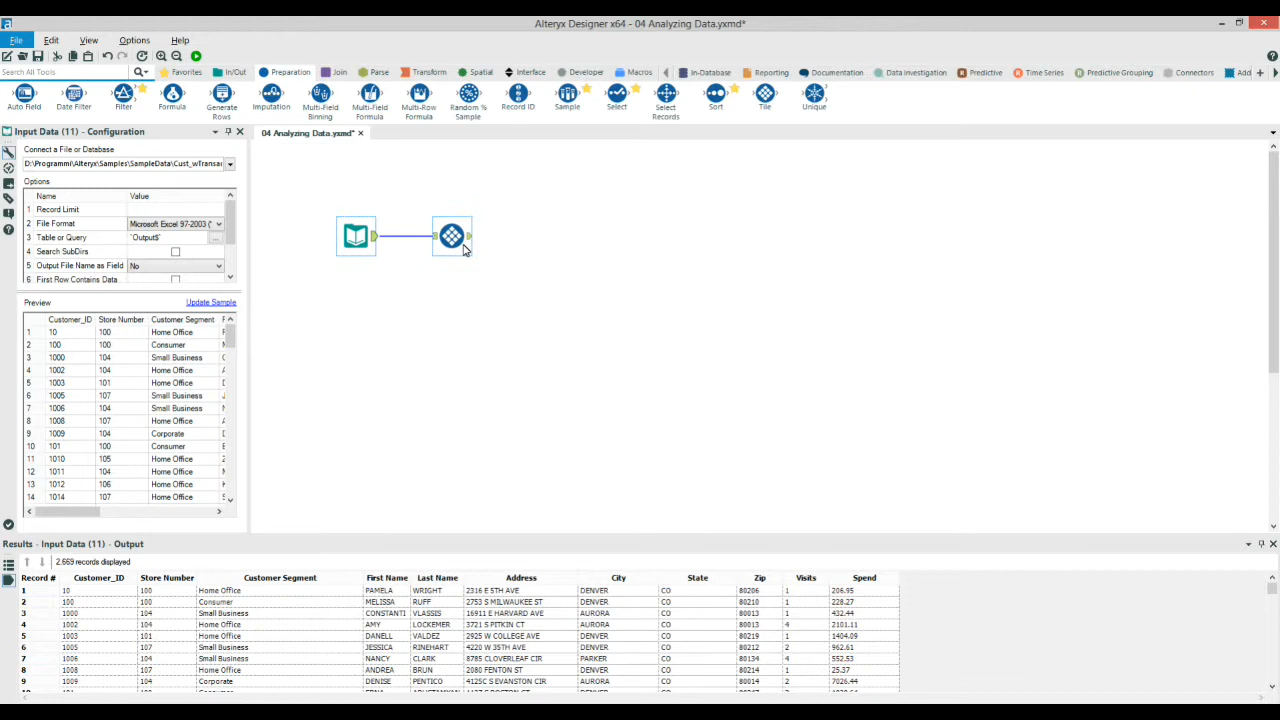 Alteryx Designer x64 - 04 Analyzing Data.yxmd*
File Edit View Options Help
Search All Tools Favorites In/Out Preparation Join Parse Transform Spatial Interface Developer Macros In-Database Reporting Documentation Data Investigation Predictive Time Series Predictive Grouping Connectors Add
Auto Field Date Filter Filter Formula Generate Rows Imputation Multi-Field Binning Multi-Field Formula Multi-Row Formula Random % Sample Record ID Sample Select Select Records Sort Tile Unique
Input Data (11) - Configuration
04 Analyzing Data.yxmd*
Connect a File or Database
D:\Programmi\Alteryx\Samples\SampleData\Cust_wTransa
Options
Name Value
1 Record Limit
2 File Format Microsoft Excel 97-2003 (*
3 Table or Query `Output$` ...
4 Search SubDirs
5 Output File Name as Field No
6 First Row Contains Data
Preview Update Sample
Customer_ID Store Number Customer Segment F
1 10 100 Home Office
2 100 100 Consumer
3 1000 104 Small Business
4 1002 104 Home Office
5 1003 101 Home Office
6 1005 107 Small Business
7 1006 104 Small Business
8 1008 107 Home Office
9 1009 104 Corporate
10 101 100 Consumer
11 1010 105 Home Office
12 1011 104 Home Office
13 1012 106 Home Office
14 1014 107 Home Office
Results - Input Data (11) - Output
2.669 records displayed
Record # Customer_ID Store Number Customer Segment First Name Last Name Address City State Zip Visits Spend
1 10 100 Home Office PAMELA WRIGHT 2316 E 5TH AVE DENVER CO 80206 1 206.95
2 100 100 Consumer MELISSA RUFF 2753 S MILWAUKEE ST DENVER CO 80210 1 228.27
3 1000 104 Small Business CONSTANTI VLASSIS 16911 E HARVARD AVE AURORA CO 80013 1 432.44
4 1002 104 Home Office AMY LOCKEMER 3721 S PITKIN CT AURORA CO 80013 4 2101.11
5 1003 101 Home Office DANELL VALDEZ 2925 W COLLEGE AVE DENVER CO 80219 1 1404.09
6 1005 107 Small Business JESSICA RINEHART 4220 W 35TH AVE DENVER CO 80212 2 962.61
7 1006 104 Small Business NANCY CLARK 8785 CLOVERLEAF CIR PARKER CO 80134 4 552.53
8 1008 107 Home Office ANDREA BRUN 2080 FENTON ST DENVER CO 80214 1 25.37
9 1009 104 Corporate DENISE PENTICO 4125C S EVANSTON CIR AURORA CO 80014 2 7026.44